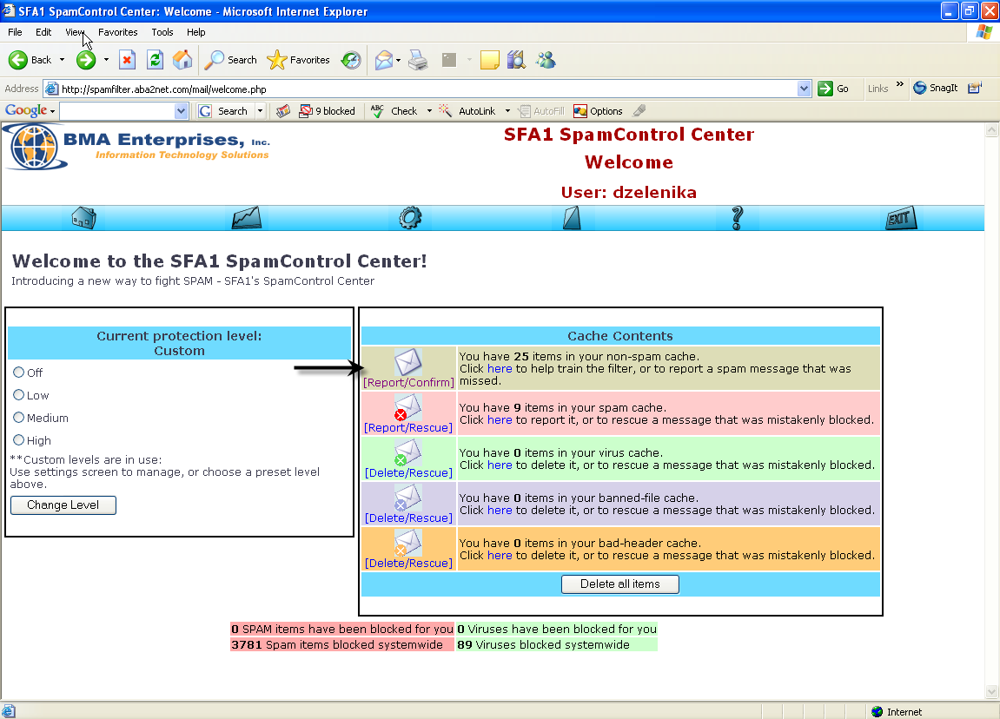 SFA1 SpamControl Center: Welcome - Microsoft Internet Explorer
File Edit View Favorites Tools Help
Back Search Favorites
Address http://spamfilter.aba2net.com/mail/welcome.php Go Links » SnagIt
Google G Search 9 blocked ABC Check AutoLink AutoFill Options
BMA Enterprises, Inc.
Information Technology Solutions
SFA1 SpamControl Center
Welcome
User: dzelenika
? EXIT
Welcome to the SFA1 SpamControl Center!
Introducing a new way to fight SPAM - SFA1's SpamControl Center
Current protection level:
Custom
Off
Low
Medium
High
**Custom levels are in use:
Use settings screen to manage, or choose a preset level
above.
Change Level
Cache Contents
[Report/Confirm]
You have 25 items in your non-spam cache.
Click here to help train the filter, or to report a spam message that was
missed.
[Report/Rescue]
You have 9 items in your spam cache.
Click here to report it, or to rescue a message that was mistakenly blocked.
[Delete/Rescue]
You have 0 items in your virus cache.
Click here to delete it, or to rescue a message that was mistakenly blocked.
[Delete/Rescue]
You have 0 items in your banned-file cache.
Click here to delete it, or to rescue a message that was mistakenly blocked.
[Delete/Rescue]
You have 0 items in your bad-header cache.
Click here to delete it, or to rescue a message that was mistakenly blocked.
Delete all items
0 SPAM items have been blocked for you 0 Viruses have been blocked for you
3781 Spam items blocked systemwide 89 Viruses blocked systemwide
Internet